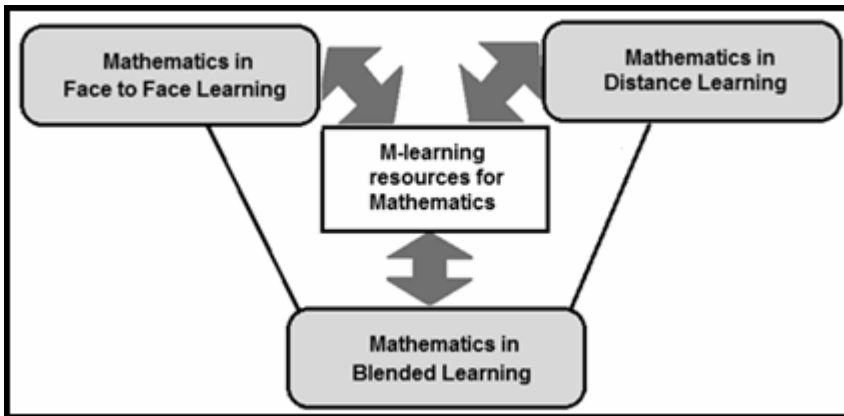 Mathematics in
Face to Face Learning
Mathematics in
Distance Learning
M-learning
resources for
Mathematics
Mathematics in
Blended Learning